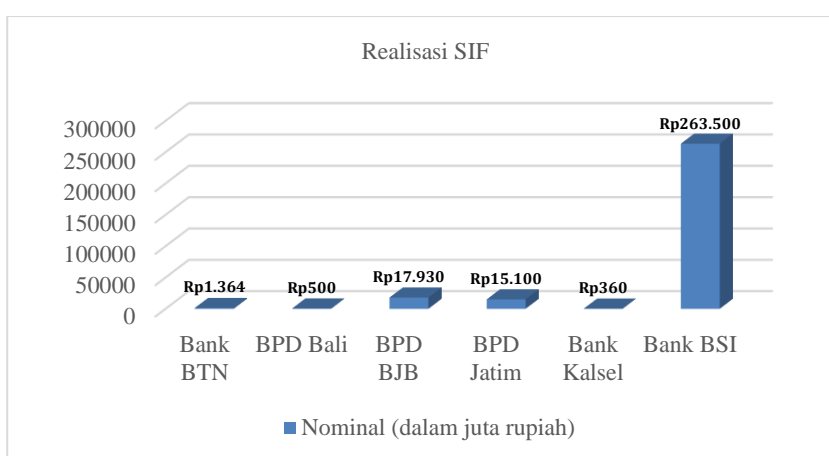 Realisasi SIF
300000
250000
200000
150000
100000
50000
0
Rp1.364
Rp500
Rp17.930
Rp15.100
Rp360
Rp263.500
Bank
BTN
BPD Bali
BPD
BJB
BPD
Jatim
Bank
Kalsel
Bank BSI
Nominal (dalam juta rupiah)